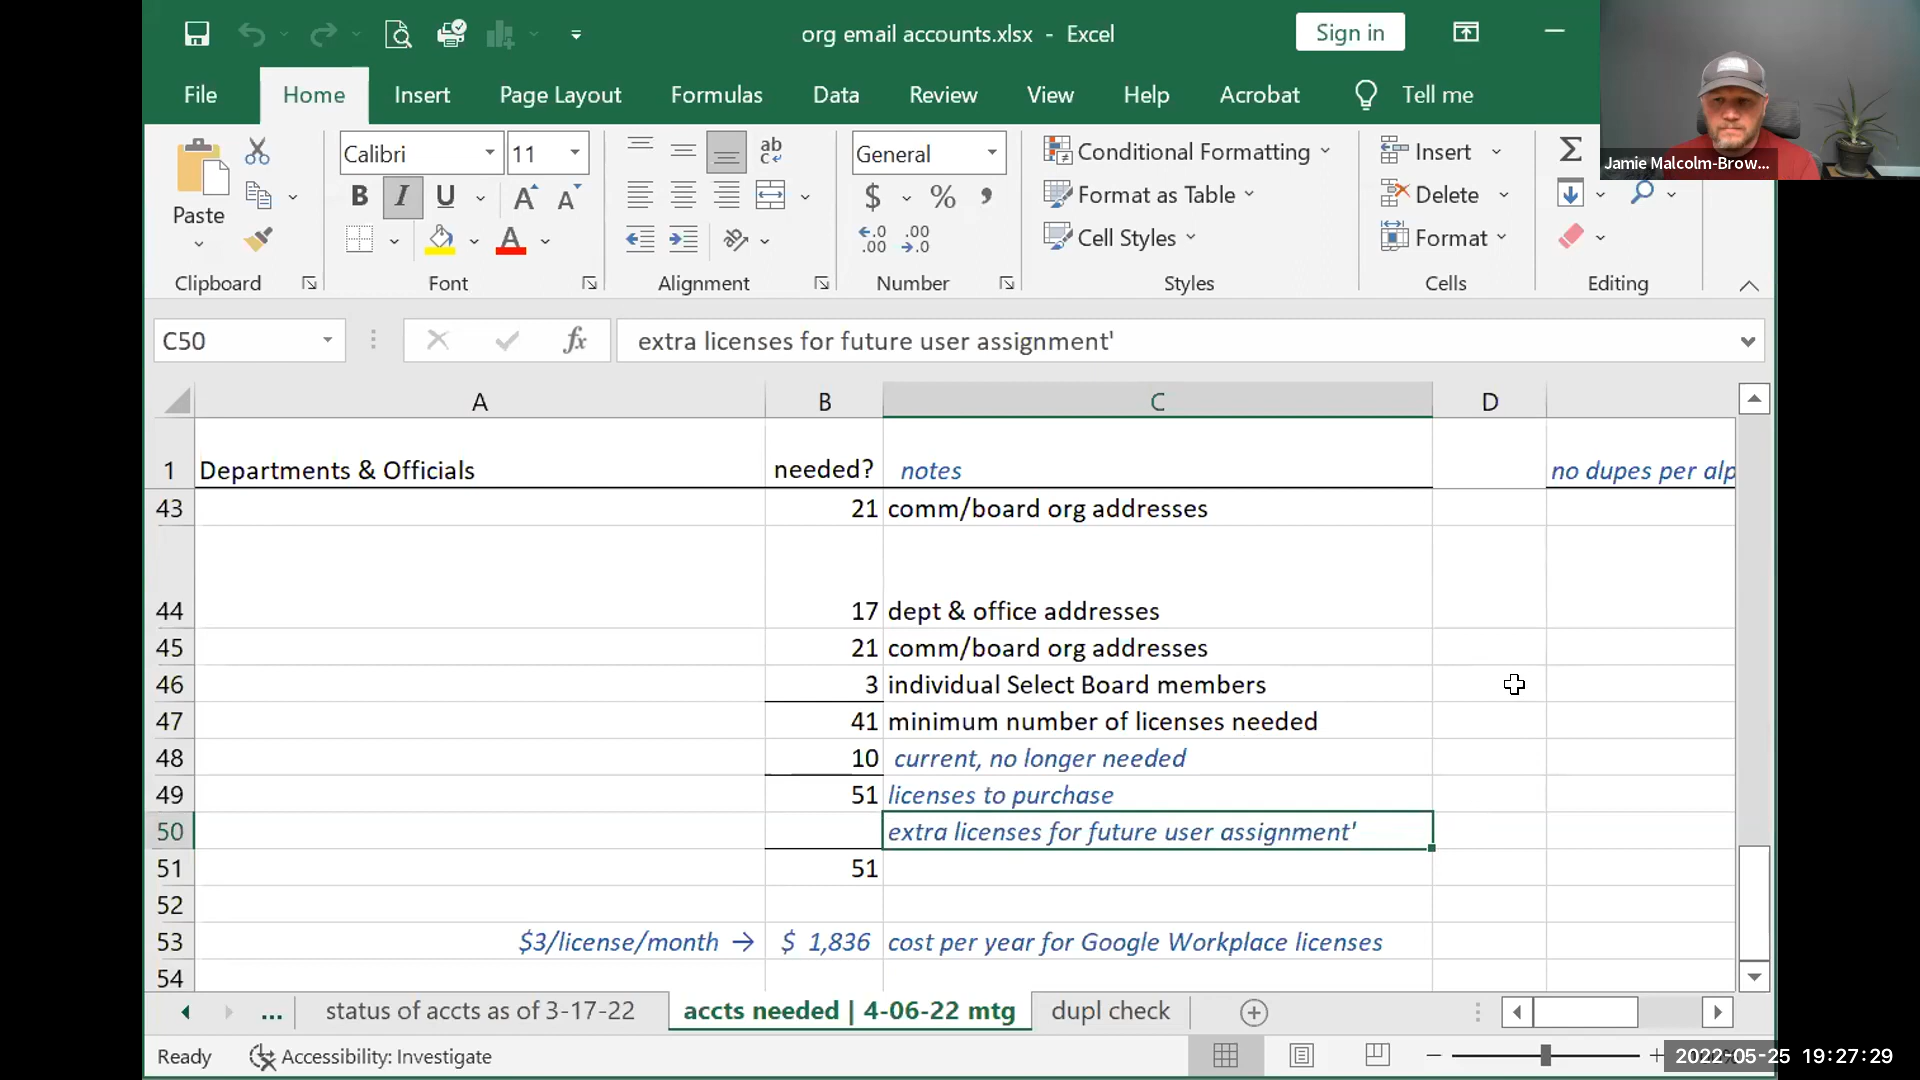 org email accounts.xlsx - Excel
Sign in
File Home Insert Page Layout Formulas Data Review View Help Acrobat Tell me
Jamie Malcolm-Brow...
Paste
Clipboard
Calibri 11
B I U
Font
ab
Alignment
General
$ % ,
Number
Conditional Formatting
Format as Table
Cell Styles
Styles
Insert
Delete
Format
Cells
Editing
C50 fx extra licenses for future user assignment'
A B C D
1 Departments & Officials needed? notes no dupes per alp
43 21 comm/board org addresses
44 17 dept & office addresses
45 21 comm/board org addresses
46 3 individual Select Board members
47 41 minimum number of licenses needed
48 10 current, no longer needed
49 51 licenses to purchase
50 extra licenses for future user assignment'
51 51
52
53 $3/license/month → $ 1,836 cost per year for Google Workplace licenses
54
... status of accts as of 3-17-22 accts needed | 4-06-22 mtg dupl check
Ready Accessibility: Investigate
2022-05-25 19:27:29